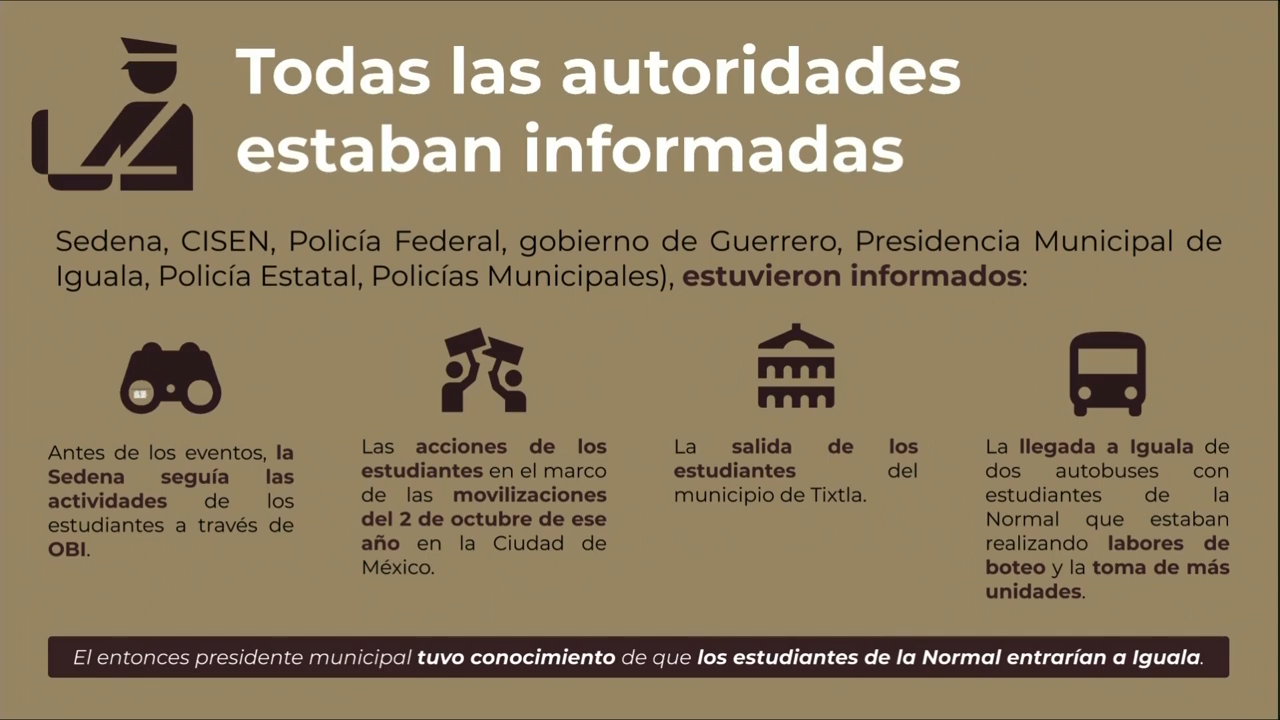 Todas las autoridades
estaban informadas
Sedena, CISEN, Policía Federal, gobierno de Guerrero, Presidencia Municipal de
Iguala, Policía Estatal, Policías Municipales), estuvieron informados:
Antes de los eventos, la
Sedena seguía las
actividades de los
estudiantes a través de
OBI.
Las acciones de los
estudiantes en el marco
de las movilizaciones
del 2 de octubre de ese
año en la Ciudad de
México.
La salida de los
estudiantes del
municipio de Tixtla.
La llegada a Iguala de
dos autobuses con
estudiantes de la
Normal que estaban
realizando labores de
boteo y la toma de más
unidades.
El entonces presidente municipal tuvo conocimiento de que los estudiantes de la Normal entrarían a Iguala.